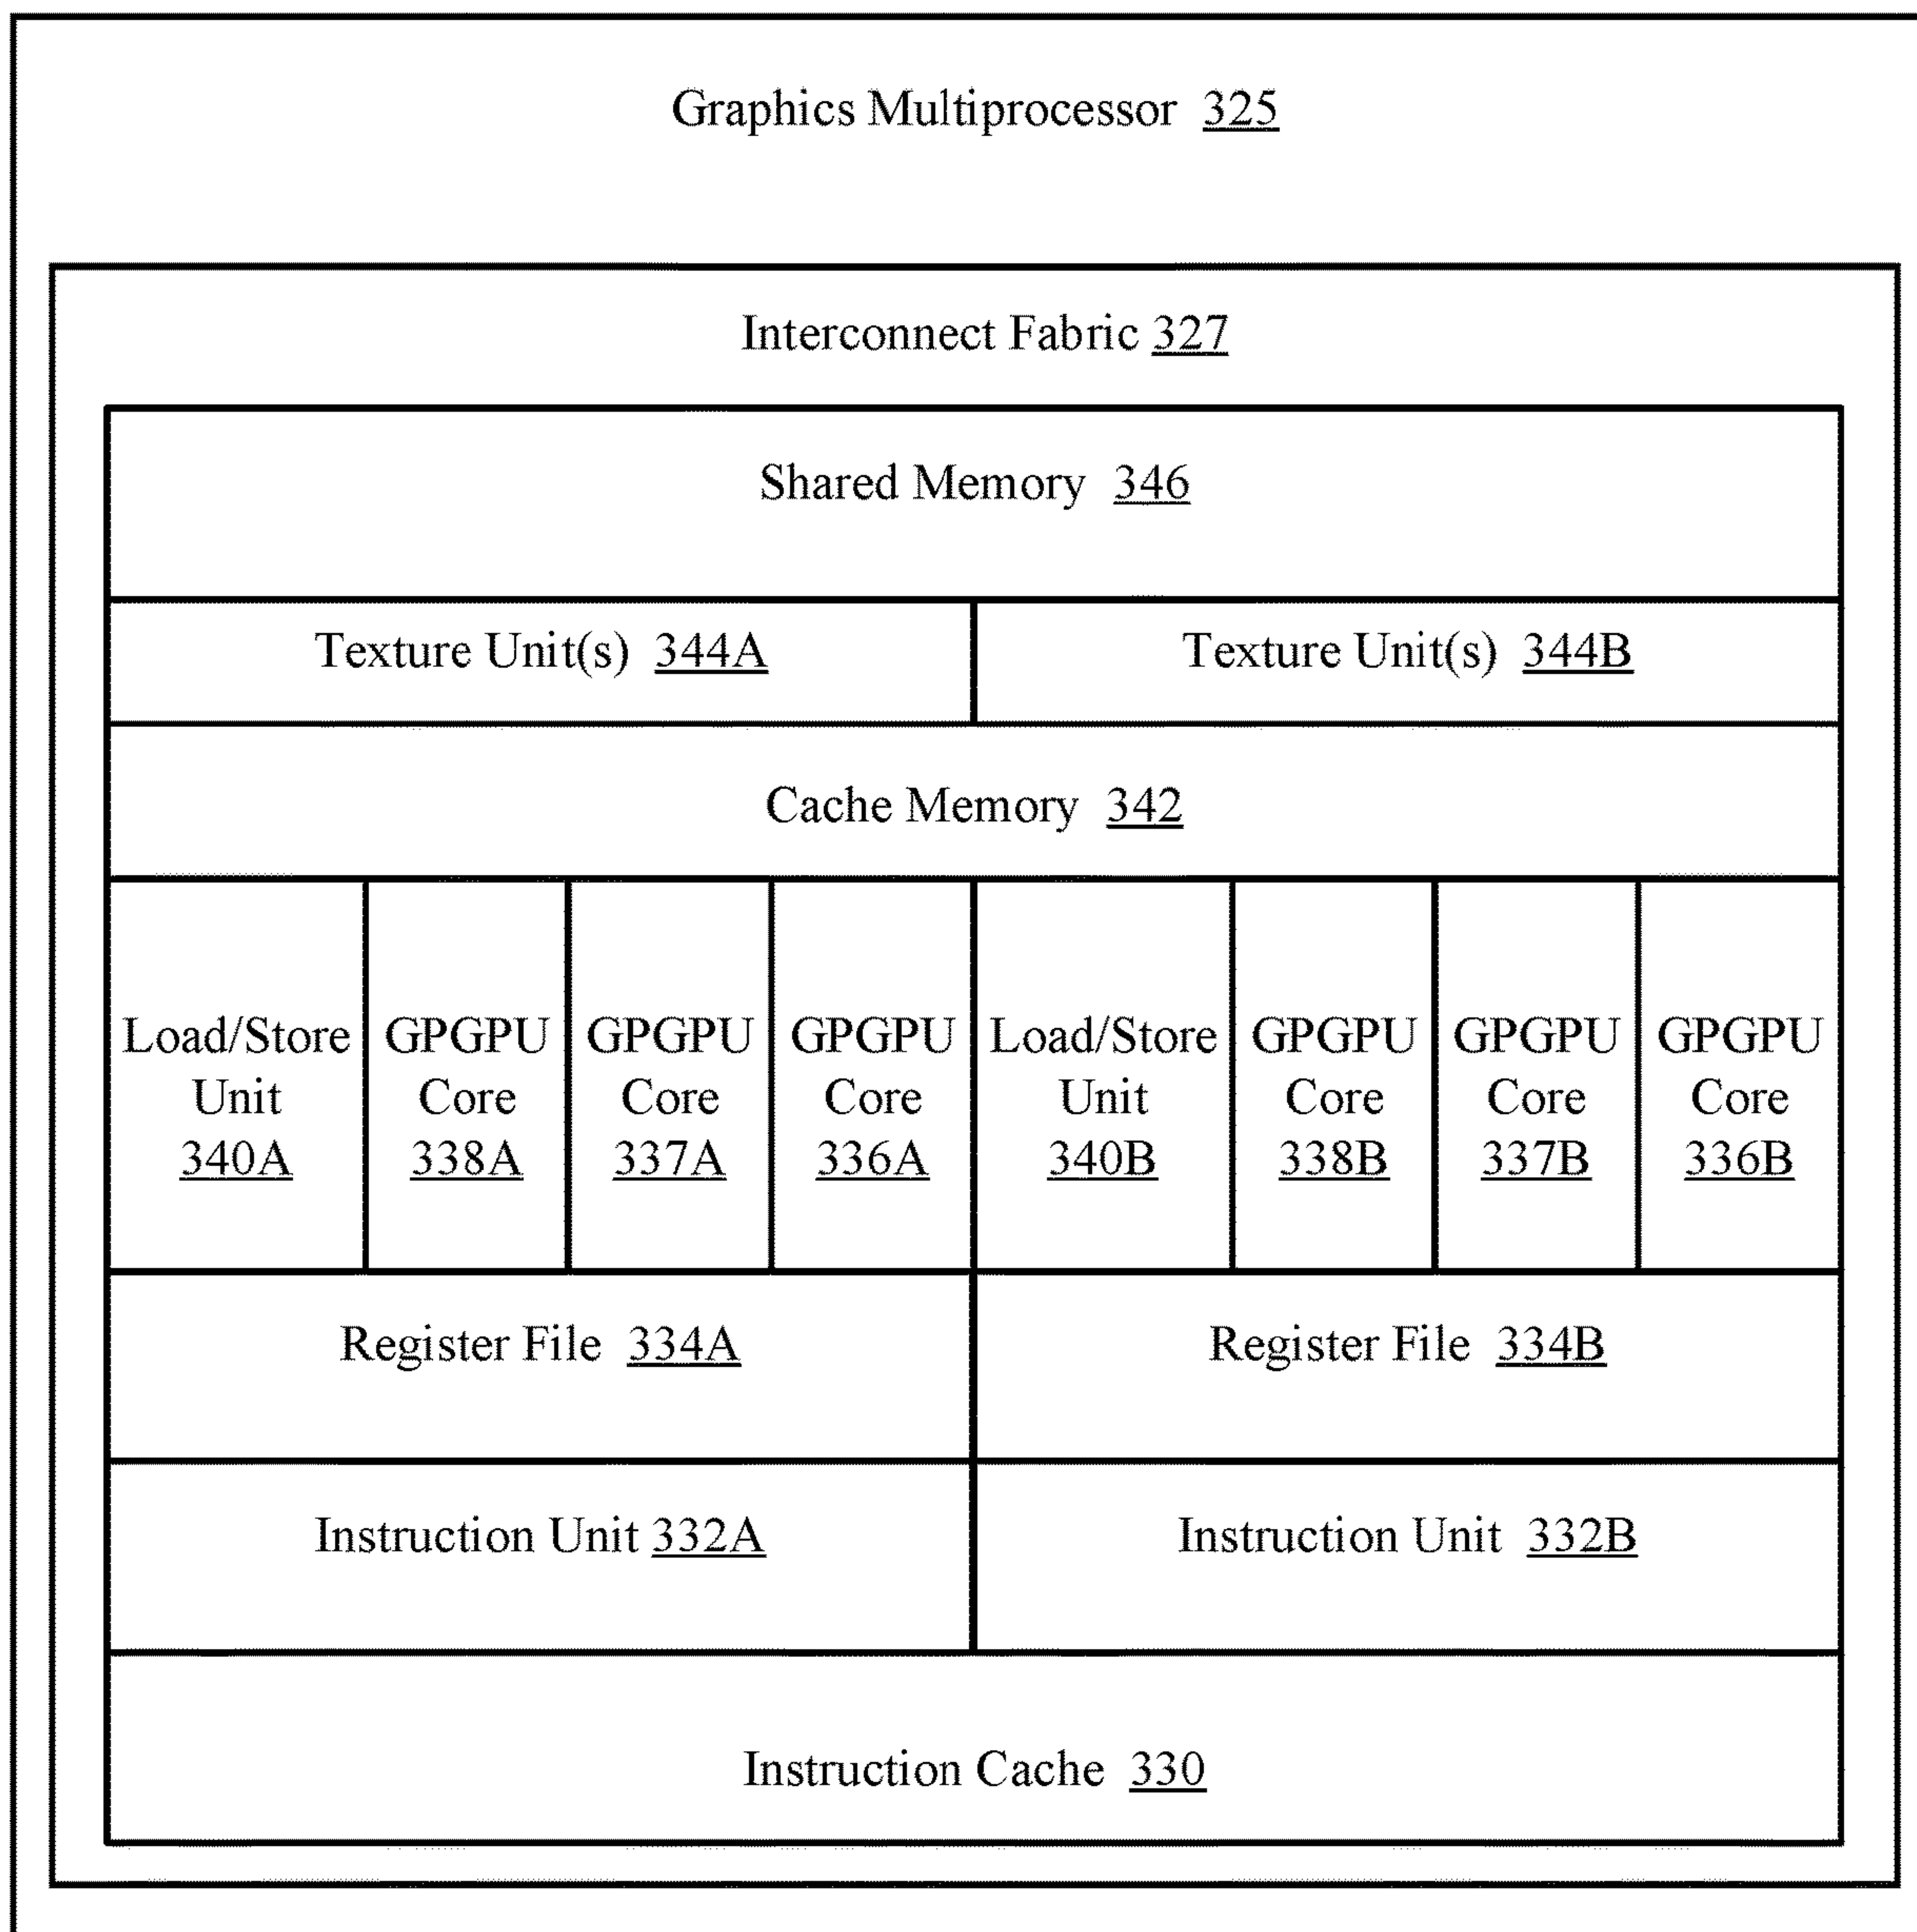 Graphics Multiprocessor 325
Interconnect Fabric 327
Shared Memory 346
Texture Unit(s) 344A
Texture Unit(s) 344B
Cache Memory 342
Load/Store
Unit
340A
GPGPU
Core
338A
GPGPU
Core
337A
GPGPU
Core
336A
Load/Store
Unit
340B
GPGPU
Core
338B
GPGPU
Core
337B
GPGPU
Core
336B
Register File 334A
Register File 334B
Instruction Unit 332A
Instruction Unit 332B
Instruction Cache 330